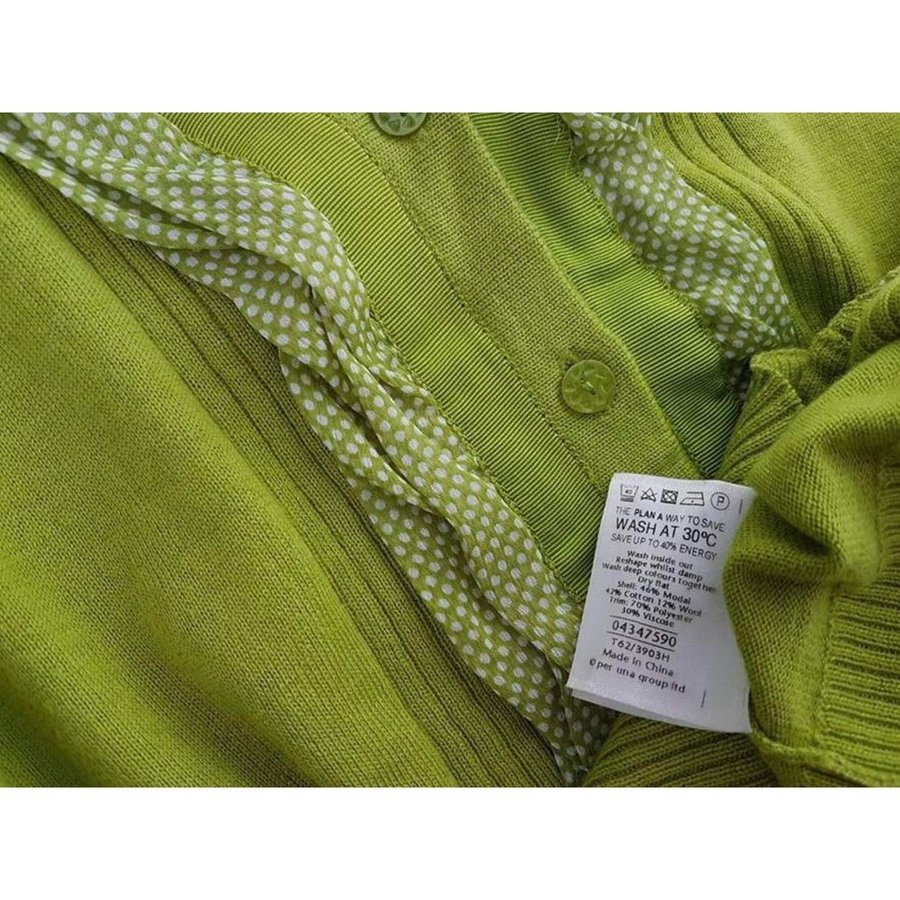 40 P
THE PLAN A WAY TO SAVE
WASH AT 30ºC
SAVE UP TO 40% ENERGY
Wash inside out
Reshape whilst damp
Wash deep colours together
Dry flat
Shell: 46% Modal
42% Cotton 12% Wool
Trim: 70% Polyester
30% Viscose
04347590
T62/3903H
Made in China
©per una group ltd